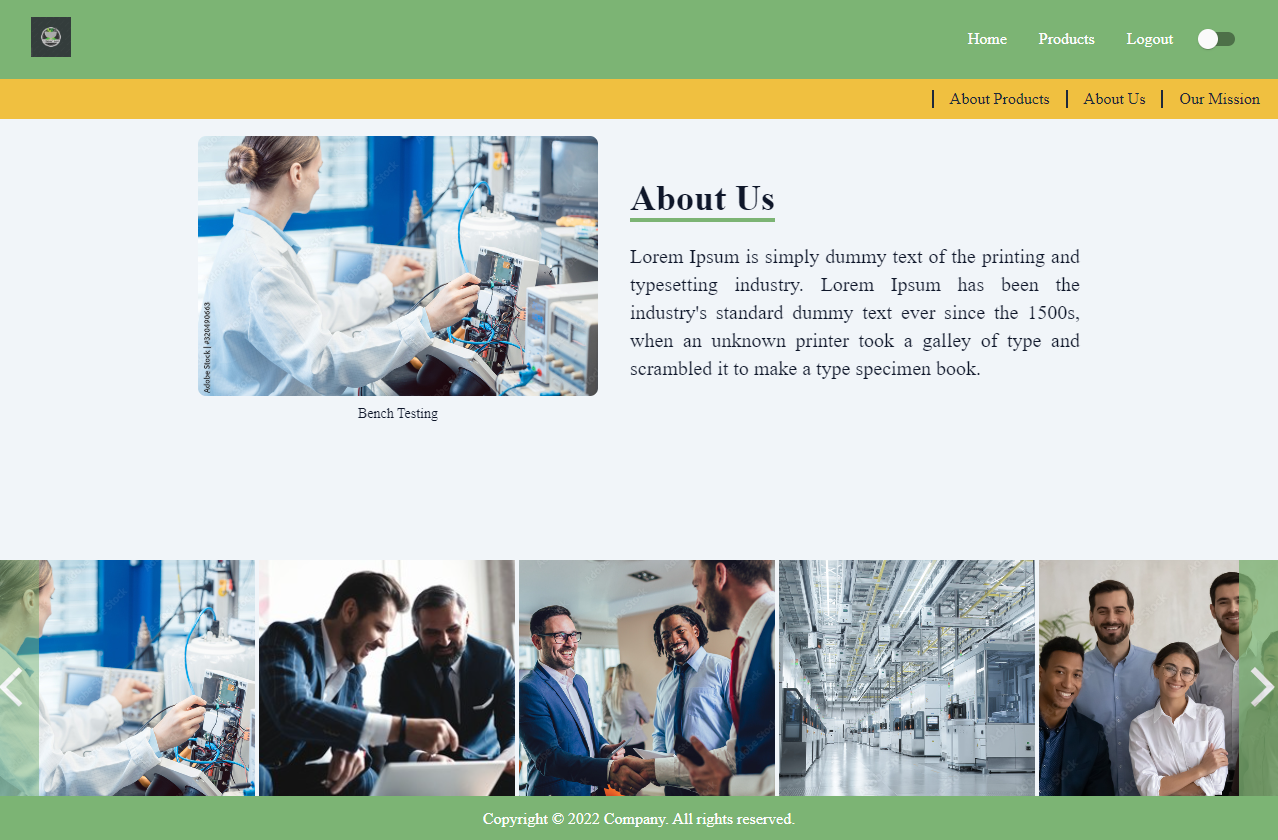 Home Products Logout
About Products About Us Our Mission
Adobe Stock | #320490663
About Us
Lorem Ipsum is simply dummy text of the printing and
typesetting industry. Lorem Ipsum has been the
industry's standard dummy text ever since the 1500s,
when an unknown printer took a galley of type and
scrambled it to make a type specimen book.
Bench Testing
Copyright © 2022 Company. All rights reserved.